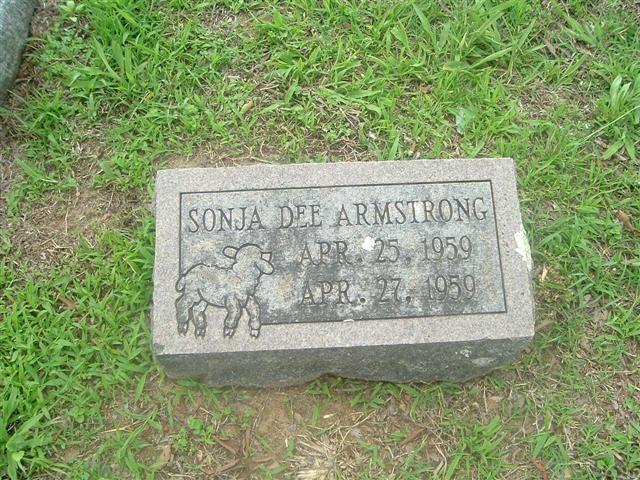 SONJA DEE ARMSTRONG
APR. 25, 1959
APR. 27, 1959